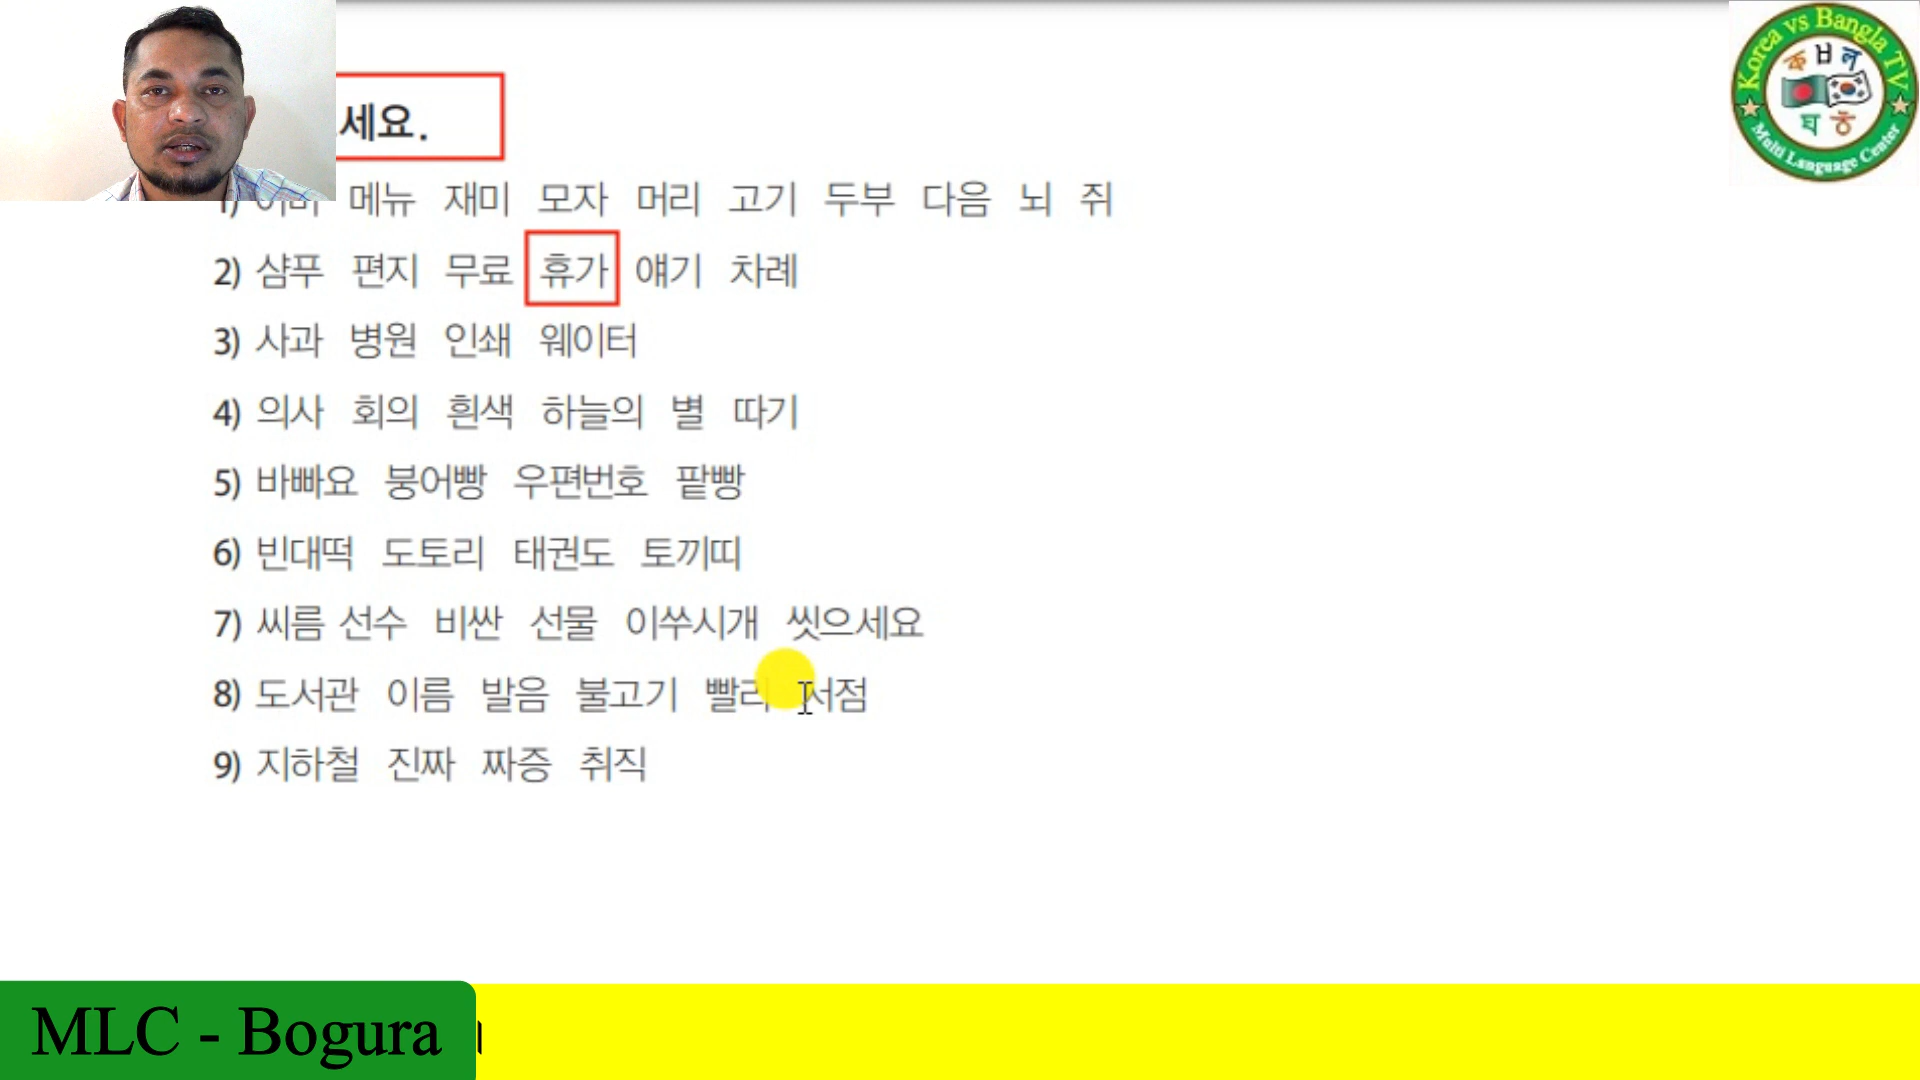 세요.
메뉴 재미 모자 머리 고기 두부 다음 뇌 쥐
2) 샴푸 편지 무료 휴가 얘기 차례
3) 사과 병원 인쇄 웨이터
4) 의사 회의 흰색 하늘의 별 따기
5) 바빠요 붕어빵 우편번호 팥빵
6) 빈대떡 도토리 태권도 토끼띠
7) 씨름 선수 비싼 선물 이쑤시개 씻으세요
8) 도서관 이름 발음 불고기 빨리 서점
9) 지하철 진짜 짜증 취직
Korea vs Bangla TV
ক ㅂ ল
ঘ ㅎ
Multi Language Center
MLC - Bogura